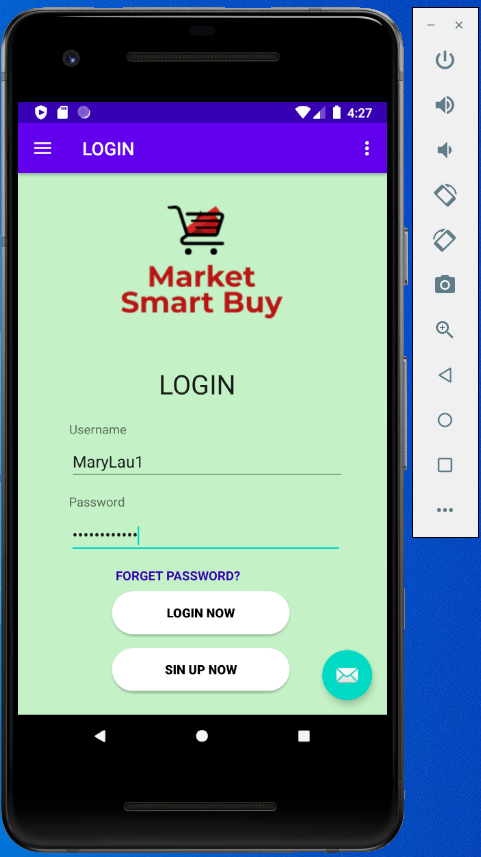 4:27
LOGIN
Market
Smart Buy
LOGIN
Username
MaryLau1
Password
••••••••••••
FORGET PASSWORD?
LOGIN NOW
SIN UP NOW